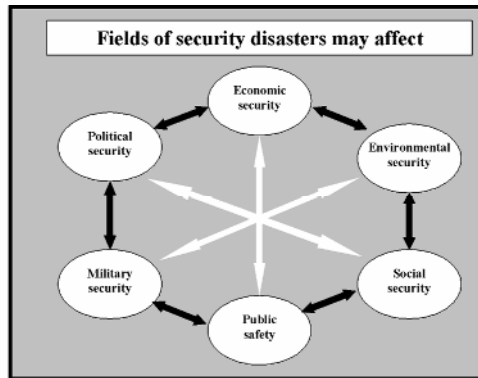 Fields of security disasters may affect
Economic
security
Political
security
Environmental
security
Military
security
Social
security
Public
safety